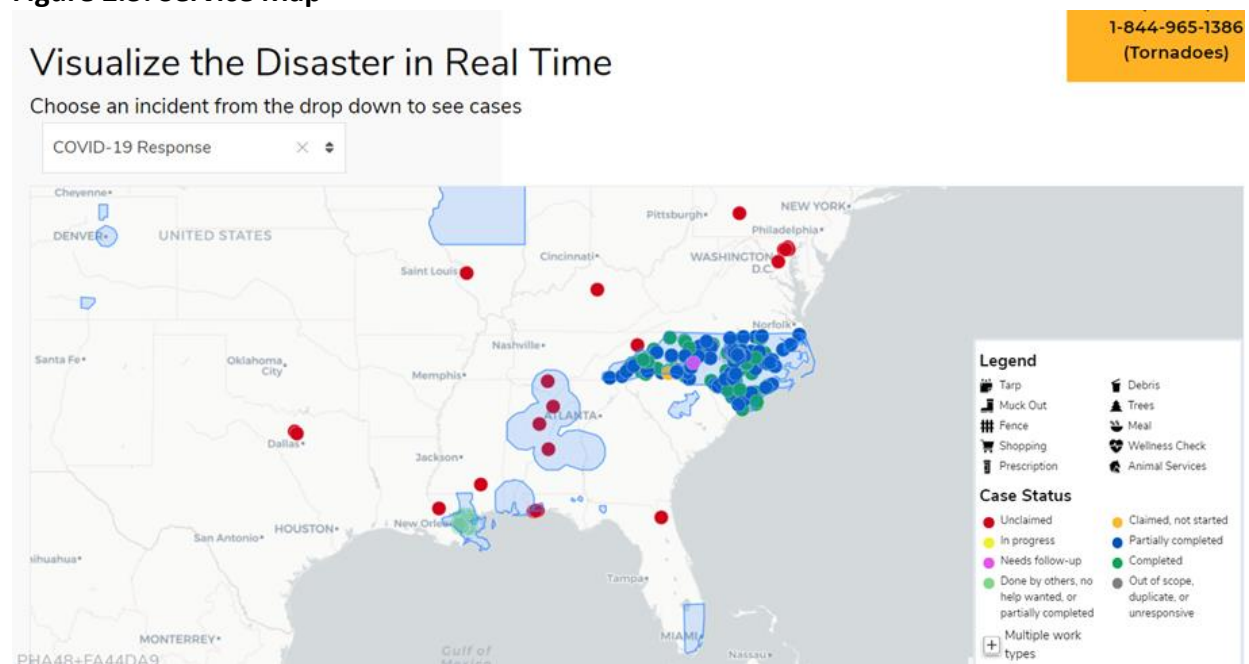 1-844-965-1386
(Tornadoes)
Visualize the Disaster in Real Time
Choose an incident from the drop down to see cases
COVID-19 Response
Cheyenne
DENVER
UNITED STATES
Pittsburgh
NEW YORK
Philadelphia
Saint Louis
Cincinnati
WASHINGTON
D.C.
Norfolk
Santa Fe
Oklahoma
City
Nashville
Memphis
ATLANTA
Dallas
Jackson
HOUSTON
New Orle
San Antonio
ihuahua
Tampa
MONTERREY
MIAMI
Gulf of
Nassau
PHA48+FA44DA9
Legend
Tarp
Debris
Muck Out
Trees
Fence
Meal
Shopping
Wellness Check
Prescription
Animal Services
Case Status
Unclaimed
Claimed, not started
In progress
Partially completed
Needs follow-up
Completed
Done by others, no
help wanted, or
partially completed
Out of scope,
duplicate, or
unresponsive
Multiple work
types